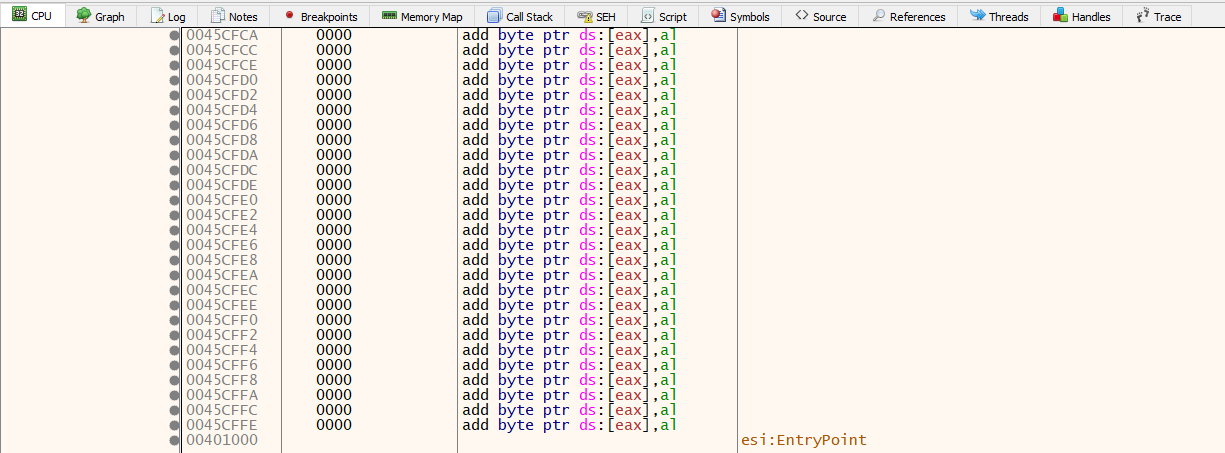 CPU Graph Log Notes Breakpoints Memory Map Call Stack SEH Script Symbols Source References Threads Handles Trace
0045CFCA 0000 add byte ptr ds:[eax],al
0045CFCC 0000 add byte ptr ds:[eax],al
0045CFCE 0000 add byte ptr ds:[eax],al
0045CFD0 0000 add byte ptr ds:[eax],al
0045CFD2 0000 add byte ptr ds:[eax],al
0045CFD4 0000 add byte ptr ds:[eax],al
0045CFD6 0000 add byte ptr ds:[eax],al
0045CFD8 0000 add byte ptr ds:[eax],al
0045CFDA 0000 add byte ptr ds:[eax],al
0045CFDC 0000 add byte ptr ds:[eax],al
0045CFDE 0000 add byte ptr ds:[eax],al
0045CFE0 0000 add byte ptr ds:[eax],al
0045CFE2 0000 add byte ptr ds:[eax],al
0045CFE4 0000 add byte ptr ds:[eax],al
0045CFE6 0000 add byte ptr ds:[eax],al
0045CFE8 0000 add byte ptr ds:[eax],al
0045CFEA 0000 add byte ptr ds:[eax],al
0045CFEC 0000 add byte ptr ds:[eax],al
0045CFEE 0000 add byte ptr ds:[eax],al
0045CFF0 0000 add byte ptr ds:[eax],al
0045CFF2 0000 add byte ptr ds:[eax],al
0045CFF4 0000 add byte ptr ds:[eax],al
0045CFF6 0000 add byte ptr ds:[eax],al
0045CFF8 0000 add byte ptr ds:[eax],al
0045CFFA 0000 add byte ptr ds:[eax],al
0045CFFC 0000 add byte ptr ds:[eax],al
0045CFFE 0000 add byte ptr ds:[eax],al
00401000 esi:EntryPoint